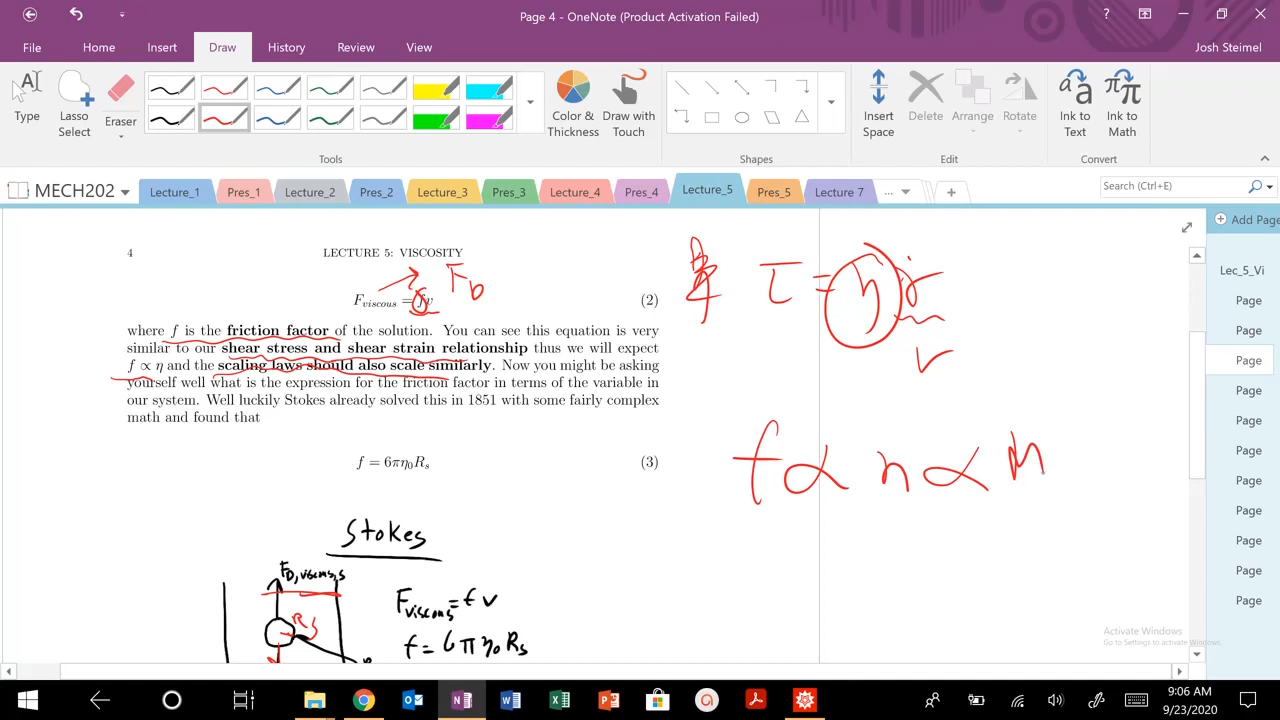 Page 4 - OneNote (Product Activation Failed)
File Home Insert Draw History Review View Josh Steimel
Type Lasso Select Eraser Color & Thickness Draw with Touch Insert Space Delete Arrange Rotate Ink to Text Ink to Math
Tools Shapes Edit Convert
MECH202 Lecture_1 Pres_1 Lecture_2 Pres_2 Lecture_3 Pres_3 Lecture_4 Pres_4 Lecture_5 Pres_5 Lecture 7 ... Search (Ctrl+E)
Add Page
Lec_5_Vi
Page
Page
Page
Page
Page
Page
Page
Page
Page
Page
Page
4 LECTURE 5: VISCOSITY
F_D
F_viscous = fv (2)
τ = η γ̇
v
where f is the friction factor of the solution. You can see this equation is very
similar to our shear stress and shear strain relationship thus we will expect
f ∝ η and the scaling laws should also scale similarly. Now you might be asking
yourself well what is the expression for the friction factor in terms of the variable in
our system. Well luckily Stokes already solved this in 1851 with some fairly complex
math and found that
f = 6πη₀R_s (3)
f ∝ η ∝ M
Stokes
F_D,viscous,s
R_s
F_viscous = f v
f = 6 π η₀ R_s
Activate Windows
Go to Settings to activate Windows.
9:06 AM
9/23/2020